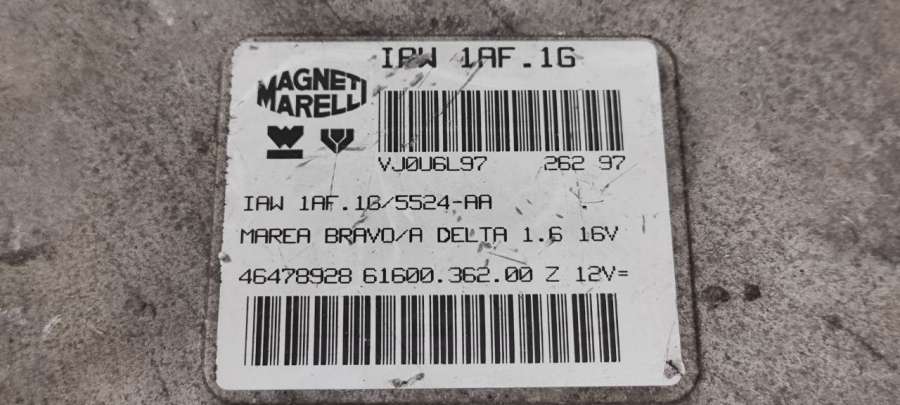 IAW 1AF.1G
MAGNETI
MARELLI
VJ0U6L97 262 97
IAW 1AF.1G/5524-AA
MAREA BRAVO/A DELTA 1.6 16V
46478928 61600.362.00 Z 12V=